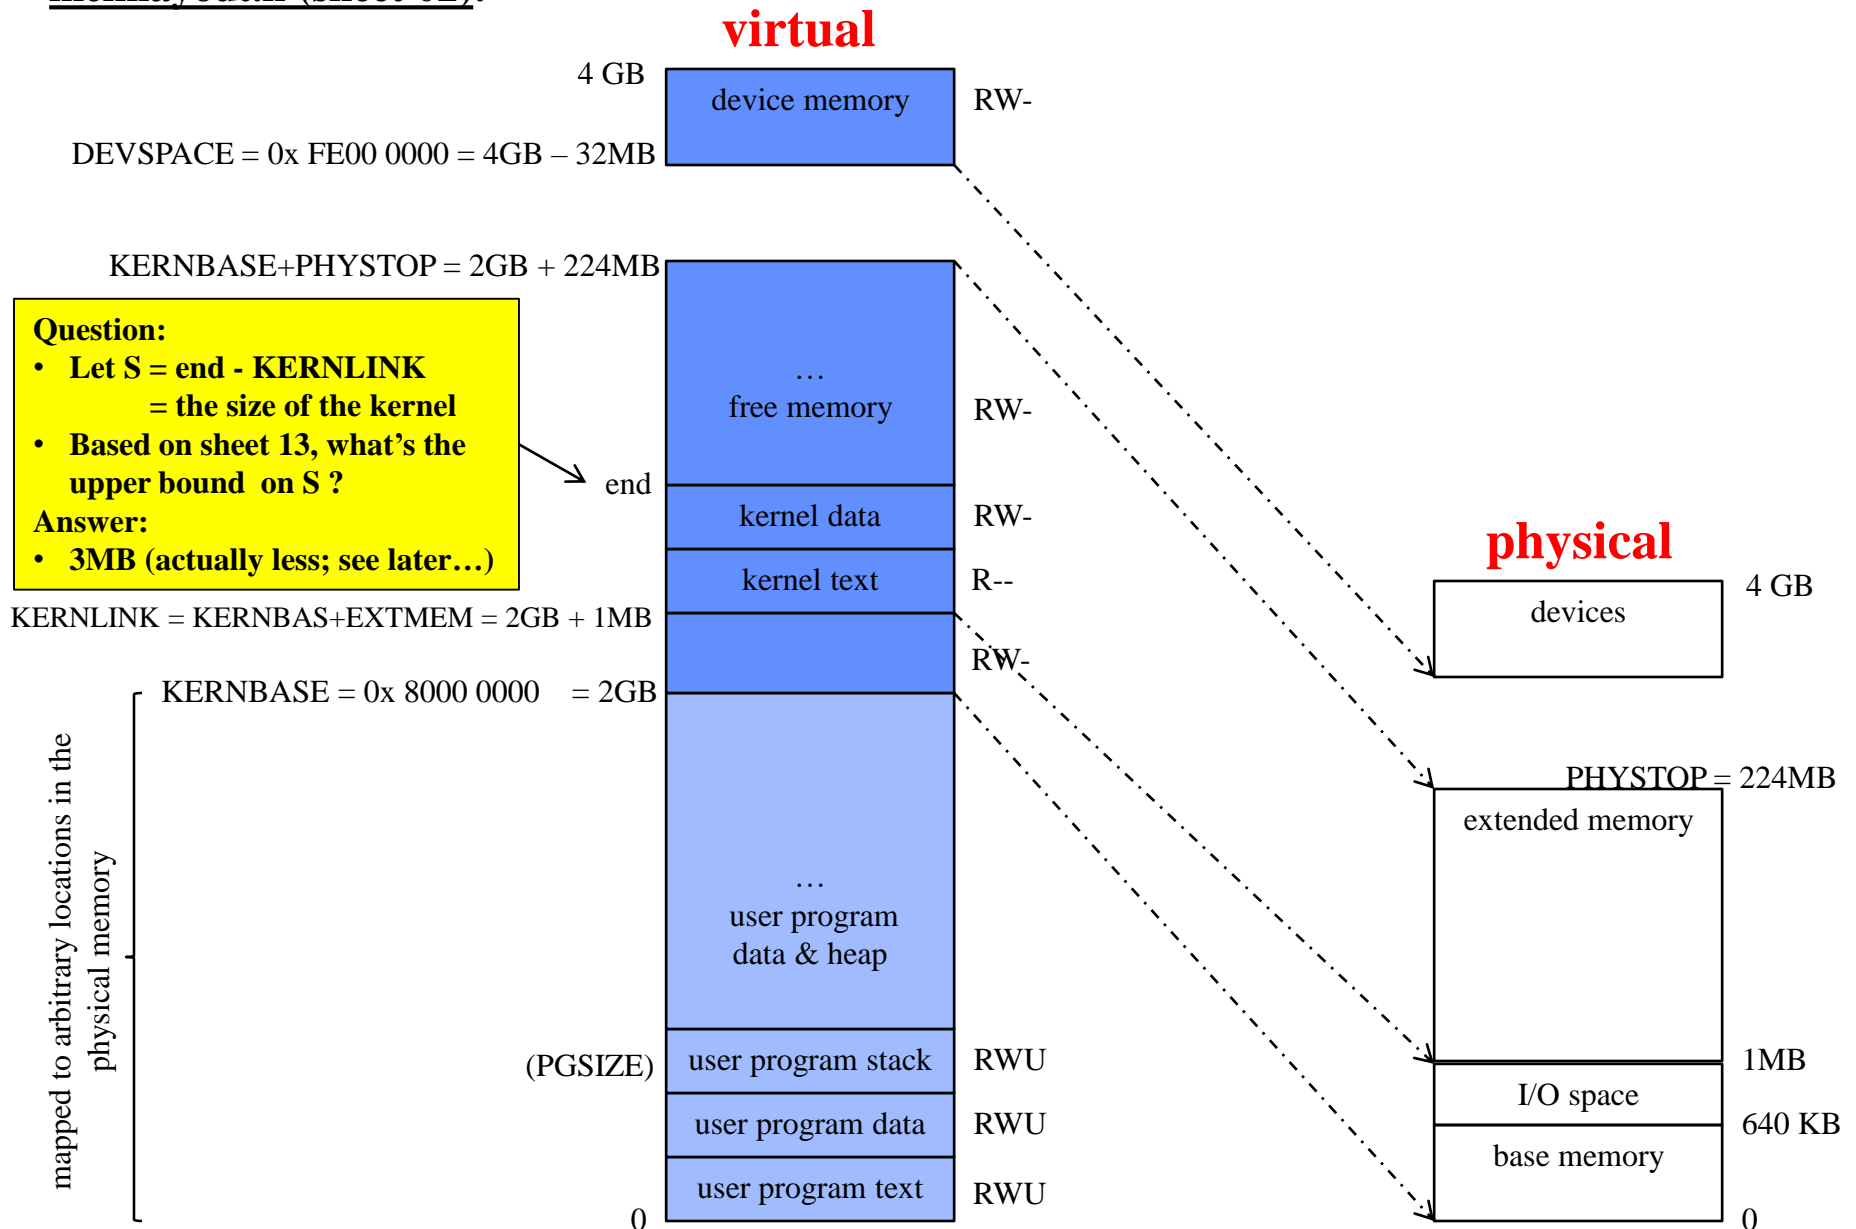 virtual
4 GB
device memory
RW-
DEVSPACE = 0x FE00 0000 = 4GB – 32MB
KERNBASE+PHYSTOP = 2GB + 224MB
Question:
• Let S = end - KERNLINK
= the size of the kernel
• Based on sheet 13, what's the
upper bound on S ?
Answer:
• 3MB (actually less; see later…)
…
free memory
RW-
end
kernel data
RW-
kernel text
R--
KERNLINK = KERNBAS+EXTMEM = 2GB + 1MB
RW-
KERNBASE = 0x 8000 0000 = 2GB
mapped to arbitrary locations in the
physical memory
…
user program
data & heap
(PGSIZE)
user program stack
RWU
user program data
RWU
user program text
RWU
0
physical
4 GB
devices
PHYSTOP = 224MB
extended memory
1MB
I/O space
640 KB
base memory
0